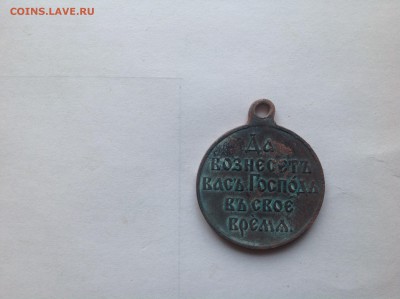 COINS.LAVE.RU
Да
вознесетъ
васъ Господь
въ свое
время.